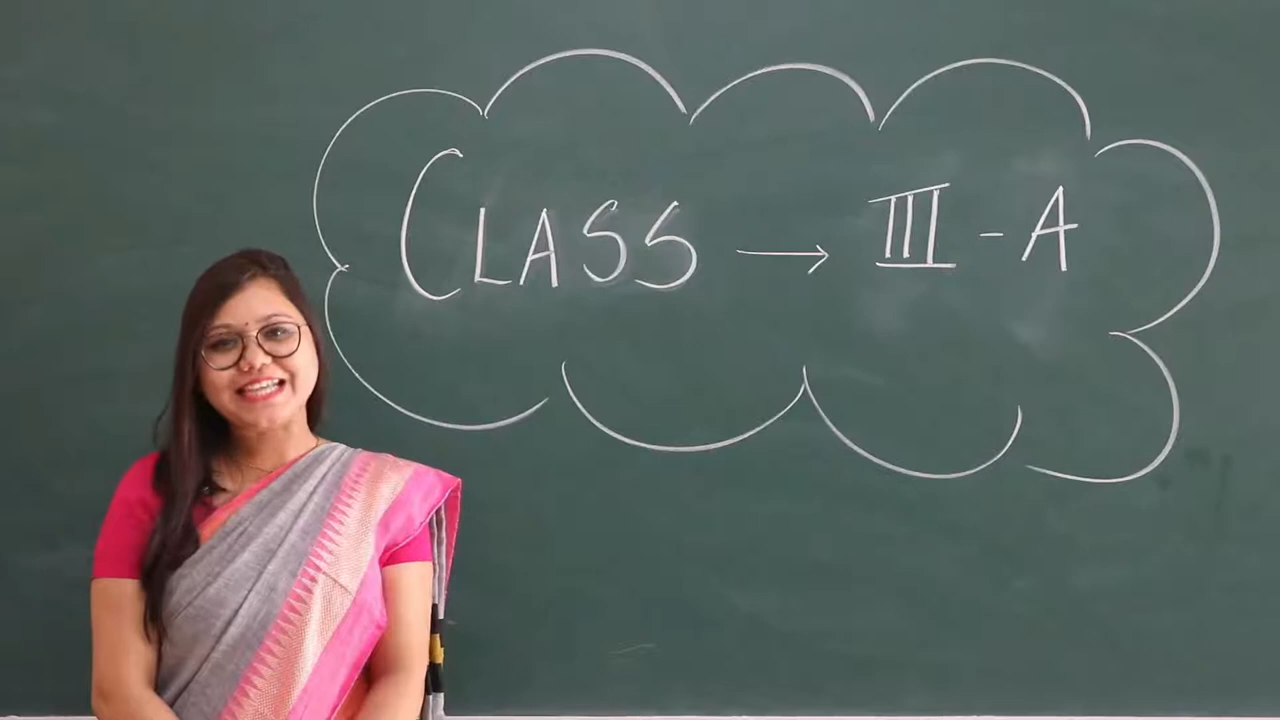 CLASS → III - A